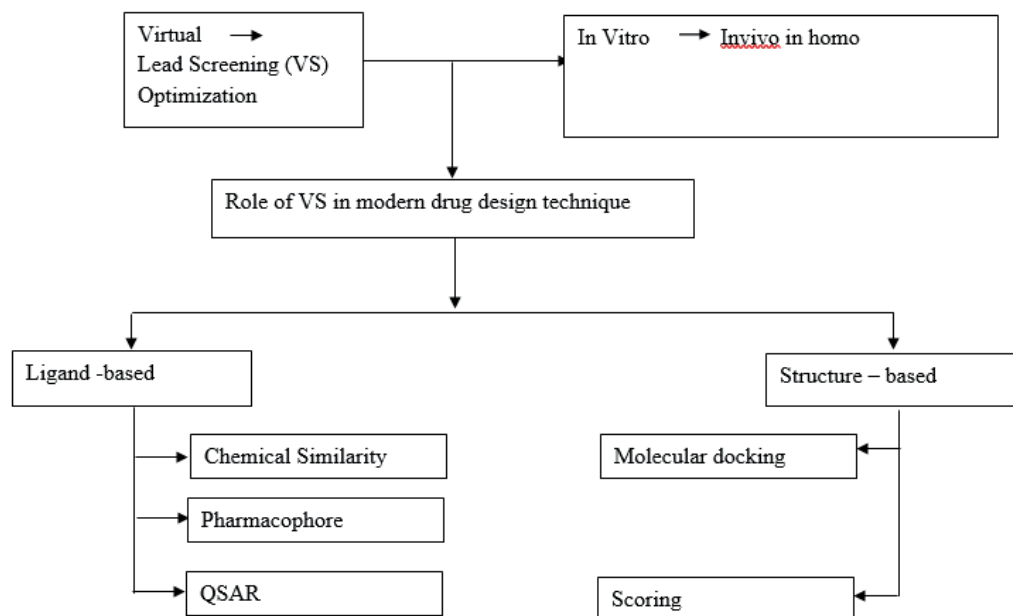 Virtual →
Lead Screening (VS)
Optimization
In Vitro → Invivo in homo
Role of VS in modern drug design technique
Ligand -based
Structure – based
Chemical Similarity
Molecular docking
Pharmacophore
QSAR
Scoring